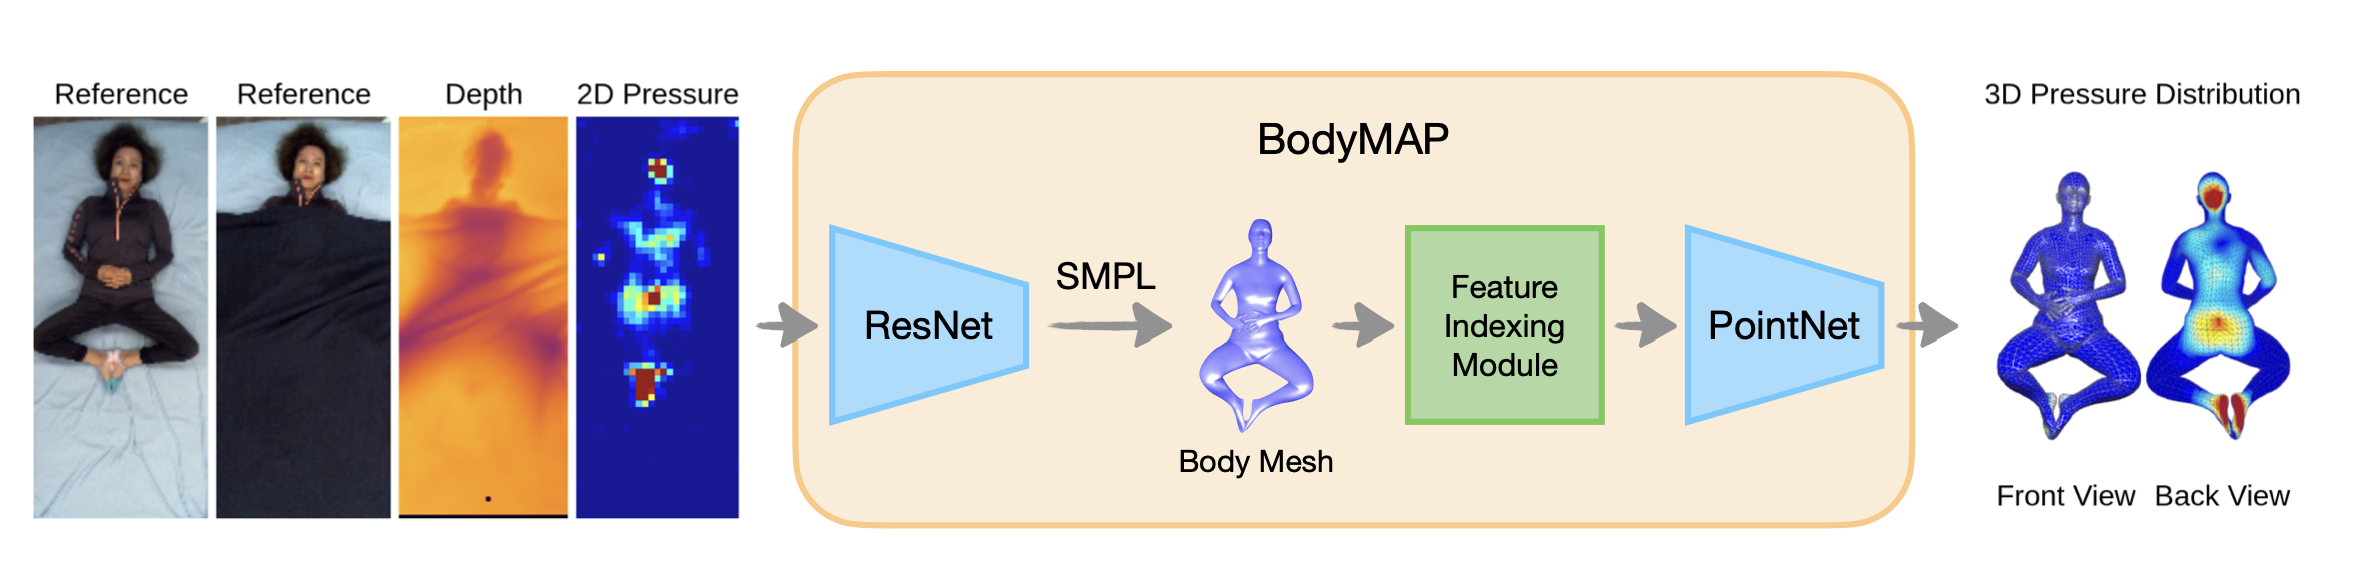 Reference
Reference
Depth
2D Pressure
BodyMAP
ResNet
SMPL
Body Mesh
Feature
Indexing
Module
PointNet
3D Pressure Distribution
Front View
Back View